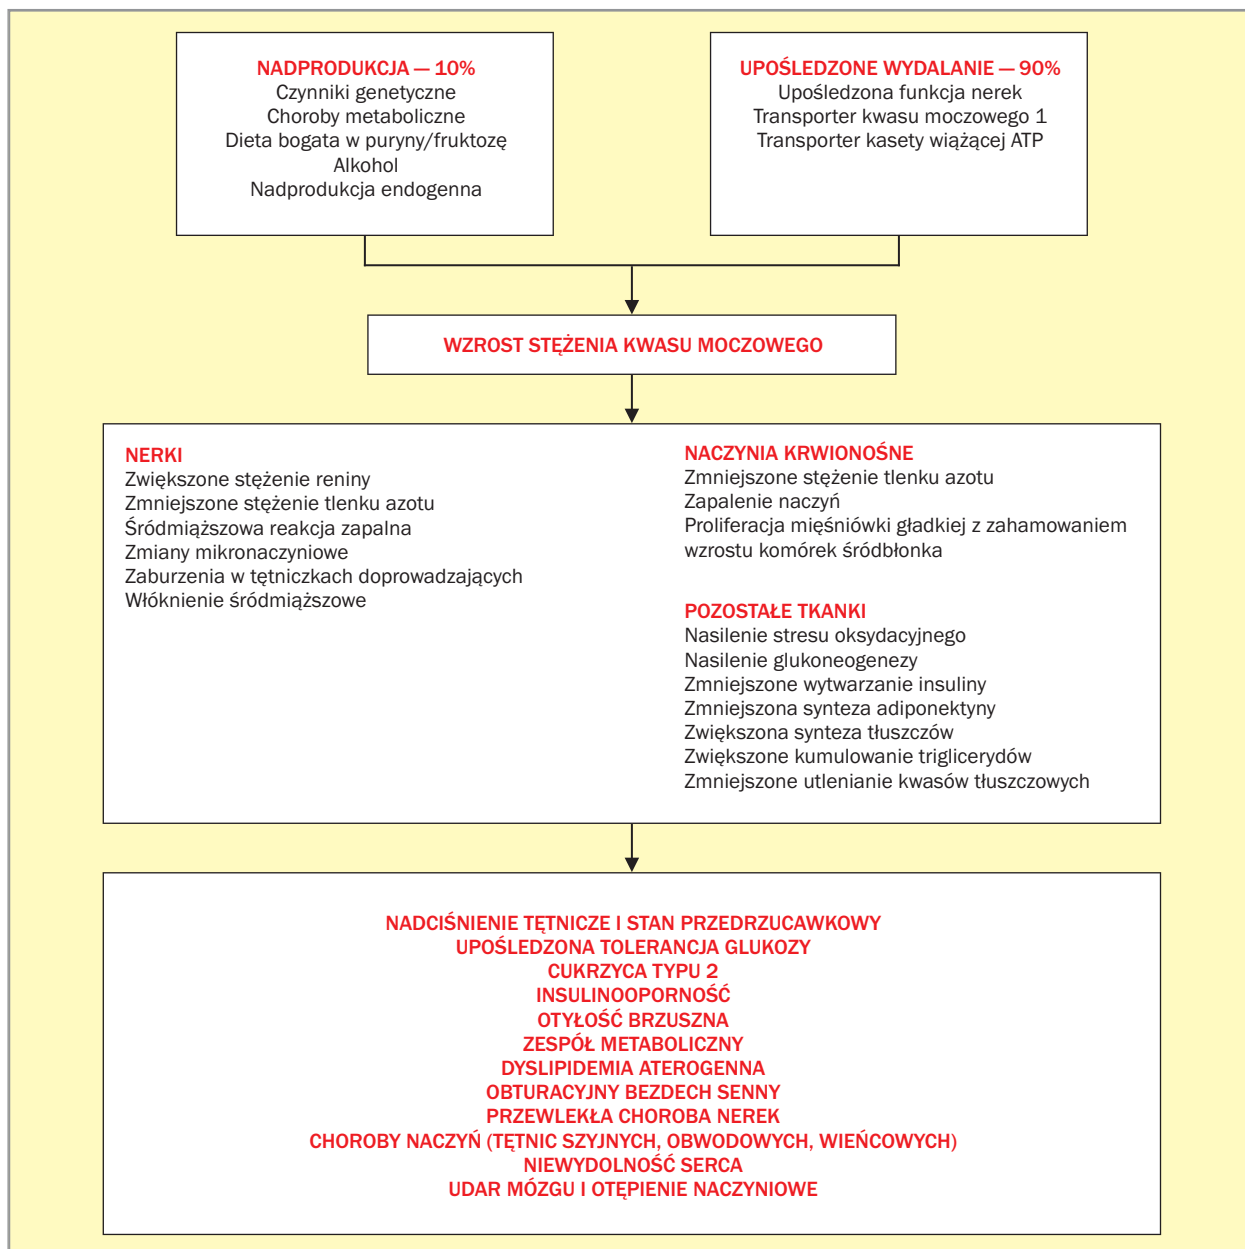 NADPRODUKCJA — 10%
Czynniki genetyczne
Choroby metaboliczne
Dieta bogata w puryny/fruktozę
Alkohol
Nadprodukcja endogenna
UPOŚLEDZONE WYDALANIE — 90%
Upośledzona funkcja nerek
Transporter kwasu moczowego 1
Transporter kasety wiążącej ATP
WZROST STĘŻENIA KWASU MOCZOWEGO
NERKI
Zwiększone stężenie reniny
Zmniejszone stężenie tlenku azotu
Śródmiąższowa reakcja zapalna
Zmiany mikronaczyniowe
Zaburzenia w tętniczkach doprowadzających
Włóknienie śródmiąższowe
NACZYNIA KRWIONOŚNE
Zmniejszone stężenie tlenku azotu
Zapalenie naczyń
Proliferacja mięśniówki gładkiej z zahamowaniem
wzrostu komórek śródbłonka
POZOSTAŁE TKANKI
Nasilenie stresu oksydacyjnego
Nasilenie glukoneogenezy
Zmniejszone wytwarzanie insuliny
Zmniejszona synteza adiponektyny
Zwiększona synteza tłuszczów
Zwiększone kumulowanie triglicerydów
Zmniejszone utlenianie kwasów tłuszczowych
NADCIŚNIENIE TĘTNICZE I STAN PRZEDRZUCAWKOWY
UPOŚLEDZONA TOLERANCJA GLUKOZY
CUKRZYCA TYPU 2
INSULINOOPORNOŚĆ
OTYŁOŚĆ BRZUSZNA
ZESPÓŁ METABOLICZNY
DYSLIPIDEMIA ATEROGENNA
OBTURACYJNY BEZDECH SENNY
PRZEWLEKŁA CHOROBA NEREK
CHOROBY NACZYŃ (TĘTNIC SZYJNYCH, OBWODOWYCH, WIEŃCOWYCH)
NIEWYDOLNOŚĆ SERCA
UDAR MÓZGU I OTĘPIENIE NACZYNIOWE